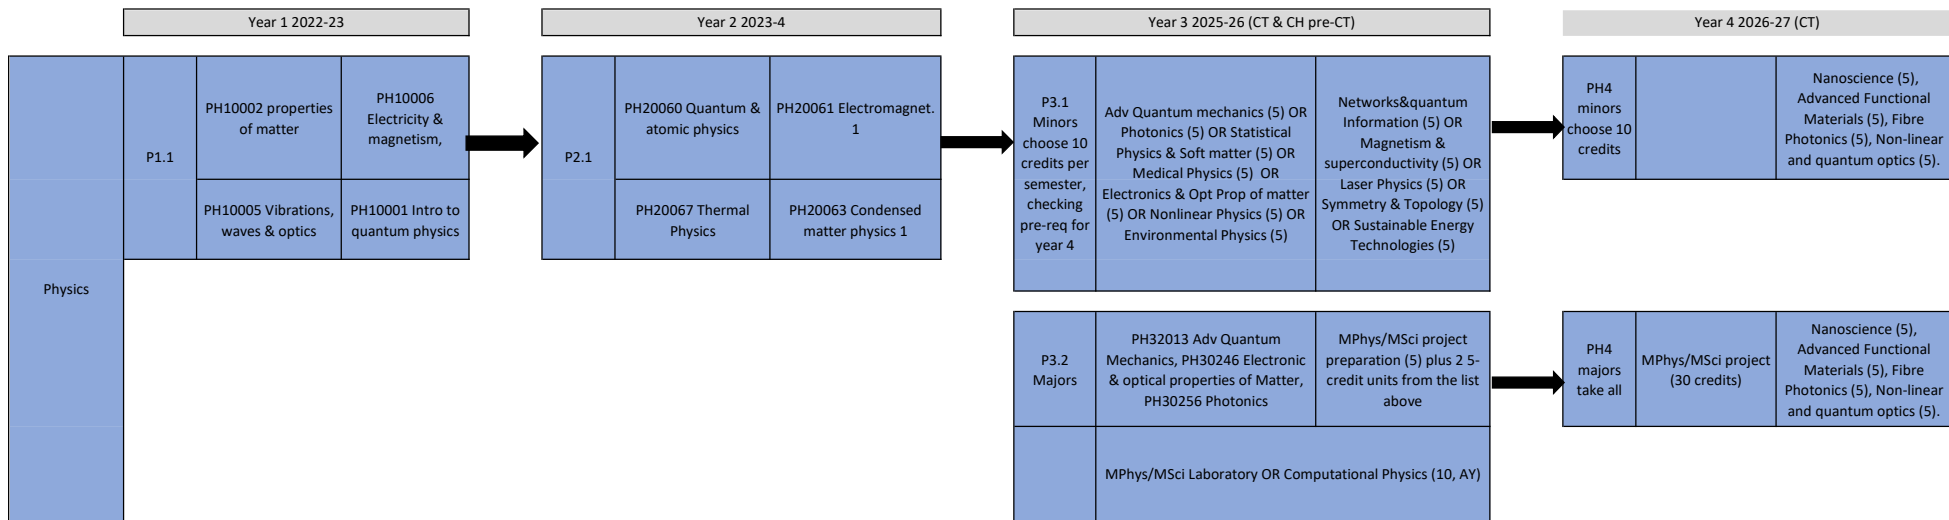 Year 1 2022-23
Year 2 2023-4
Year 3 2025-26 (CT & CH pre-CT)
Year 4 2026-27 (CT)
Physics
P1.1
PH10002 properties
of matter
PH10006
Electricity &
magnetism,
PH10005 Vibrations,
waves & optics
PH10001 Intro to
quantum physics
P2.1
PH20060 Quantum &
atomic physics
PH20061 Electromagnet.
1
PH20067 Thermal
Physics
PH20063 Condensed
matter physics 1
P3.1
Minors
choose 10
credits per
semester,
checking
pre-req for
year 4
Adv Quantum mechanics (5) OR
Photonics (5) OR Statistical
Physics & Soft matter (5) OR
Medical Physics (5) OR
Electronics & Opt Prop of matter
(5) OR Nonlinear Physics (5) OR
Environmental Physics (5)
Networks&quantum
Information (5) OR
Magnetism &
superconductivity (5) OR
Laser Physics (5) OR
Symmetry & Topology (5)
OR Sustainable Energy
Technologies (5)
PH4
minors
choose 10
credits
Nanoscience (5),
Advanced Functional
Materials (5), Fibre
Photonics (5), Non-linear
and quantum optics (5).
P3.2
Majors
PH32013 Adv Quantum
Mechanics, PH30246 Electronic
& optical properties of Matter,
PH30256 Photonics
MPhys/MSci project
preparation (5) plus 2 5-
credit units from the list
above
PH4
majors
take all
MPhys/MSci project
(30 credits)
Nanoscience (5),
Advanced Functional
Materials (5), Fibre
Photonics (5), Non-linear
and quantum optics (5).
MPhys/MSci Laboratory OR Computational Physics (10, AY)